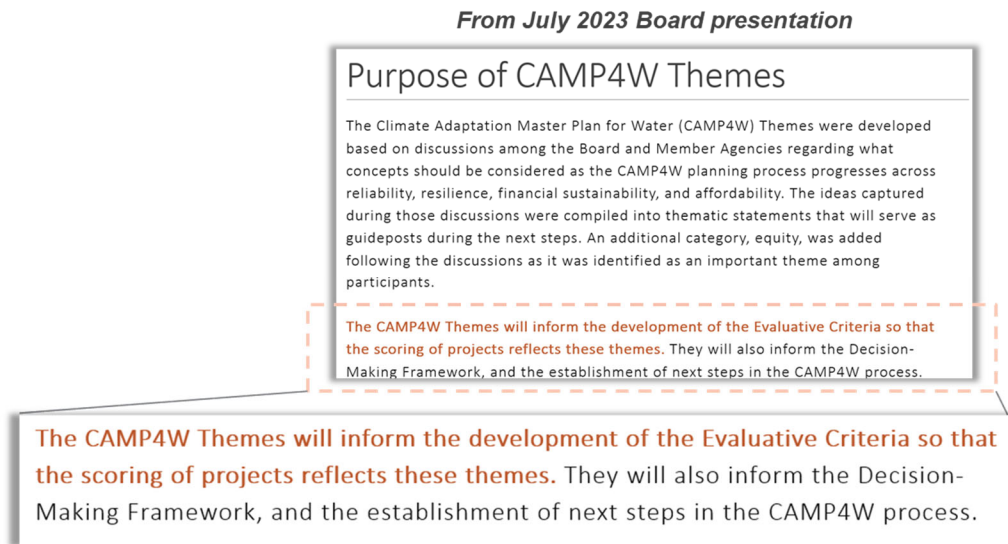 From July 2023 Board presentation
Purpose of CAMP4W Themes
The Climate Adaptation Master Plan for Water (CAMP4W) Themes were developed
based on discussions among the Board and Member Agencies regarding what
concepts should be considered as the CAMP4W planning process progresses across
reliability, resilience, financial sustainability, and affordability. The ideas captured
during those discussions were compiled into thematic statements that will serve as
guideposts during the next steps. An additional category, equity, was added
following the discussions as it was identified as an important theme among
participants.
The CAMP4W Themes will inform the development of the Evaluative Criteria so that
the scoring of projects reflects these themes. They will also inform the Decision-
Making Framework, and the establishment of next steps in the CAMP4W process.
The CAMP4W Themes will inform the development of the Evaluative Criteria so that
the scoring of projects reflects these themes. They will also inform the Decision-
Making Framework, and the establishment of next steps in the CAMP4W process.